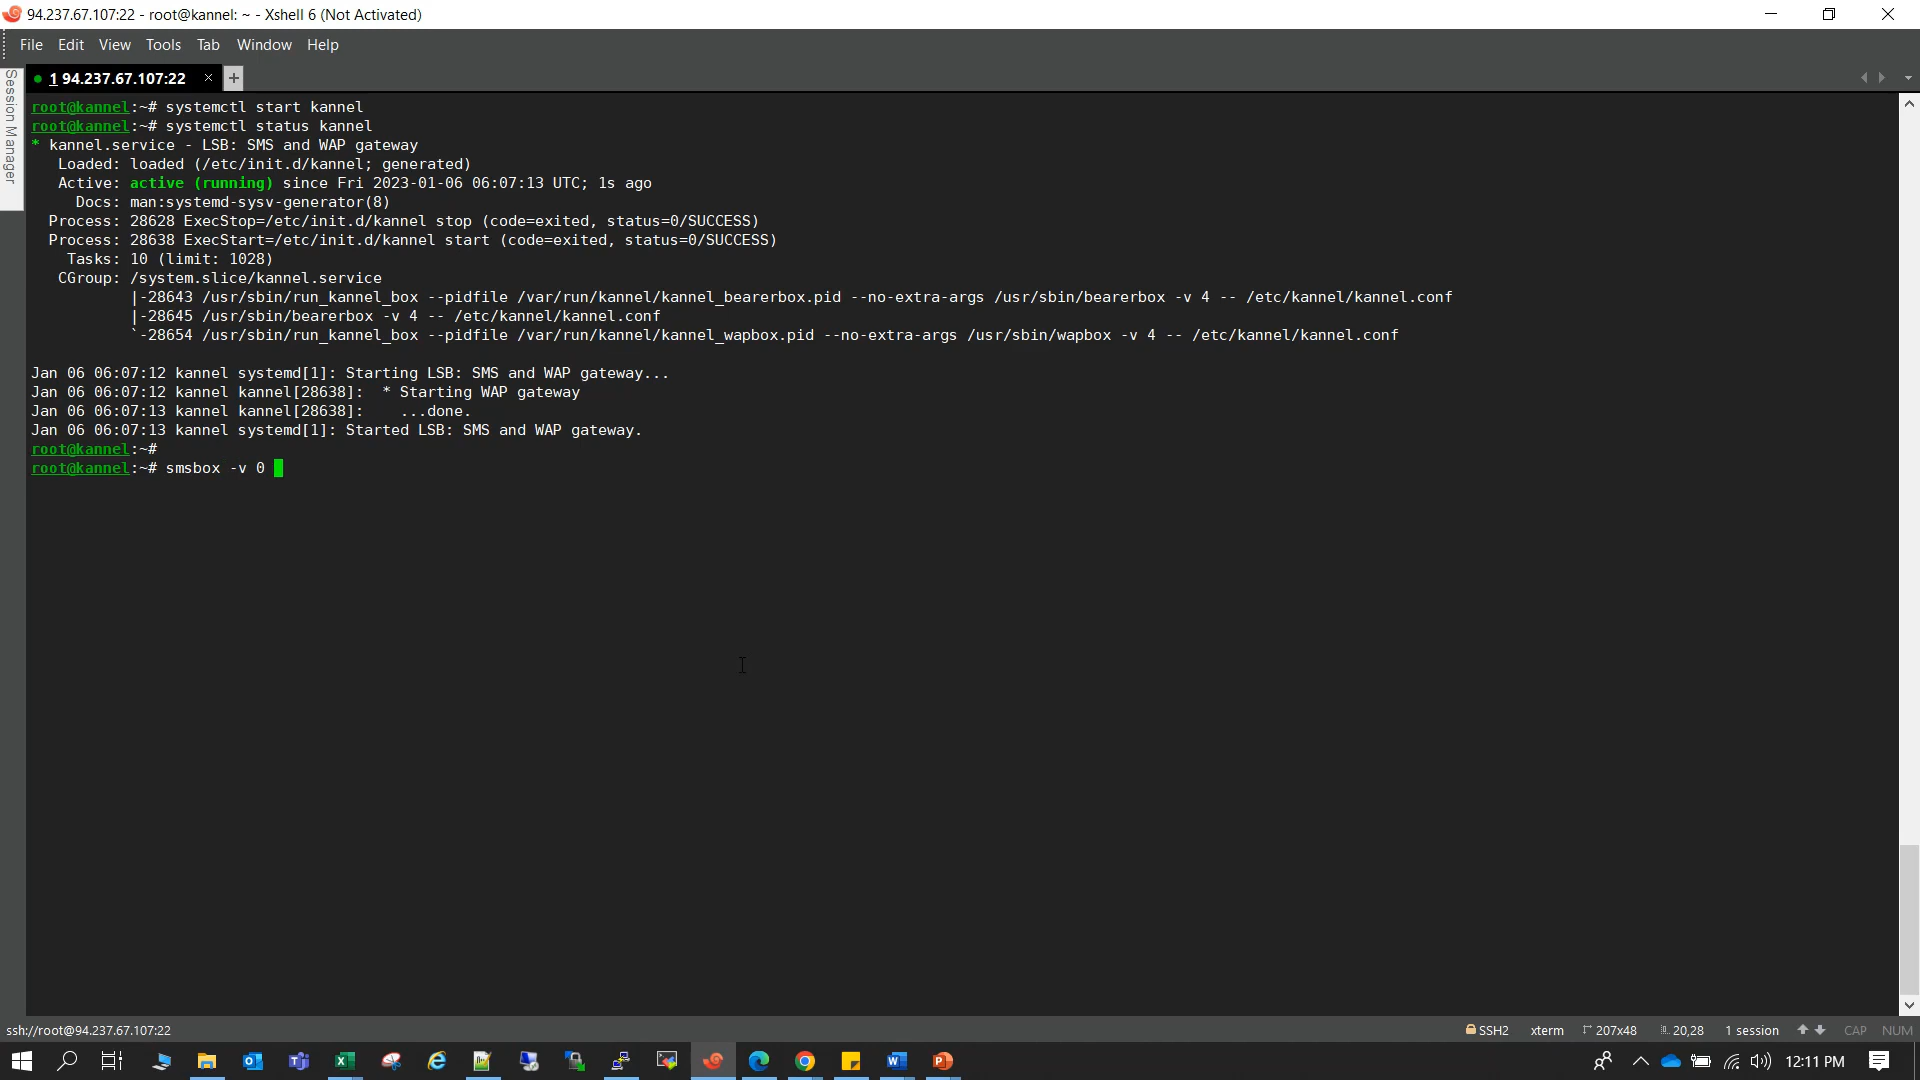 94.237.67.107:22 - root@kannel: ~ - Xshell 6 (Not Activated)
File Edit View Tools Tab Window Help
Session Manager
1 94.237.67.107:22 × +
root@kannel:~# systemctl start kannel
root@kannel:~# systemctl status kannel
* kannel.service - LSB: SMS and WAP gateway
   Loaded: loaded (/etc/init.d/kannel; generated)
   Active: active (running) since Fri 2023-01-06 06:07:13 UTC; 1s ago
     Docs: man:systemd-sysv-generator(8)
  Process: 28628 ExecStop=/etc/init.d/kannel stop (code=exited, status=0/SUCCESS)
  Process: 28638 ExecStart=/etc/init.d/kannel start (code=exited, status=0/SUCCESS)
    Tasks: 10 (limit: 1028)
   CGroup: /system.slice/kannel.service
           |-28643 /usr/sbin/run_kannel_box --pidfile /var/run/kannel/kannel_bearerbox.pid --no-extra-args /usr/sbin/bearerbox -v 4 -- /etc/kannel/kannel.conf
           |-28645 /usr/sbin/bearerbox -v 4 -- /etc/kannel/kannel.conf
           `-28654 /usr/sbin/run_kannel_box --pidfile /var/run/kannel/kannel_wapbox.pid --no-extra-args /usr/sbin/wapbox -v 4 -- /etc/kannel/kannel.conf
Jan 06 06:07:12 kannel systemd[1]: Starting LSB: SMS and WAP gateway...
Jan 06 06:07:12 kannel kannel[28638]:  * Starting WAP gateway
Jan 06 06:07:13 kannel kannel[28638]:    ...done.
Jan 06 06:07:13 kannel systemd[1]: Started LSB: SMS and WAP gateway.
root@kannel:~#
root@kannel:~# smsbox -v 0
ssh://root@94.237.67.107:22 SSH2 xterm 207x48 20,28 1 session CAP NUM
12:11 PM